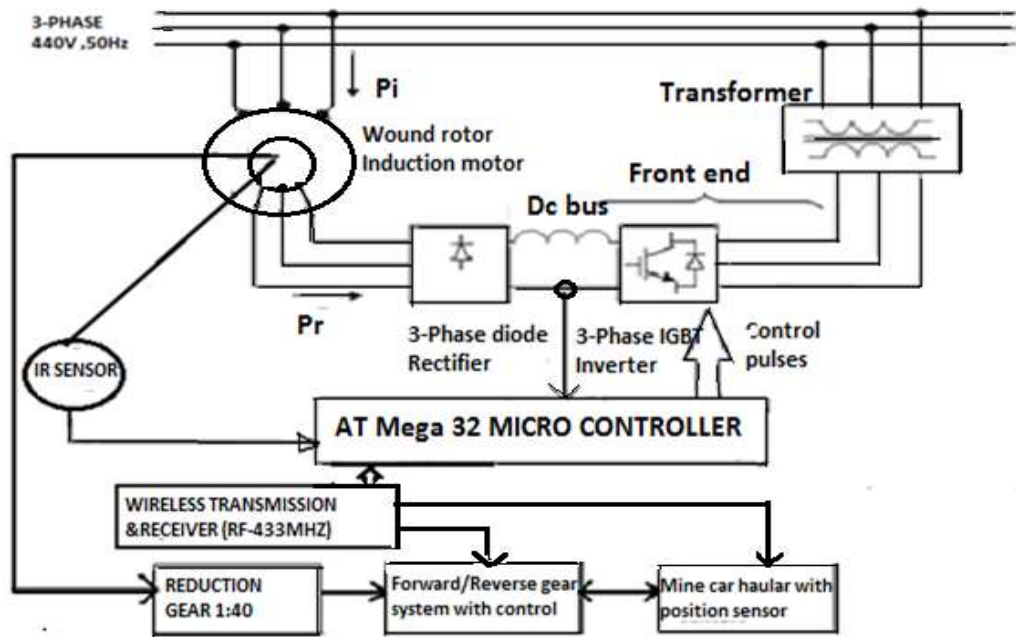 3-PHASE
440V ,50Hz
Pi
Transformer
Wound rotor
Induction motor
Front end
Dc bus
Pr
3-Phase diode
Rectifier
3-Phase IGBT
Inverter
Control
pulses
IR SENSOR
AT Mega 32 MICRO CONTROLLER
WIRELESS TRANSMISSION
&RECEIVER (RF-433MHZ)
REDUCTION
GEAR 1:40
Forward/Reverse gear
system with control
Mine car haular with
position sensor